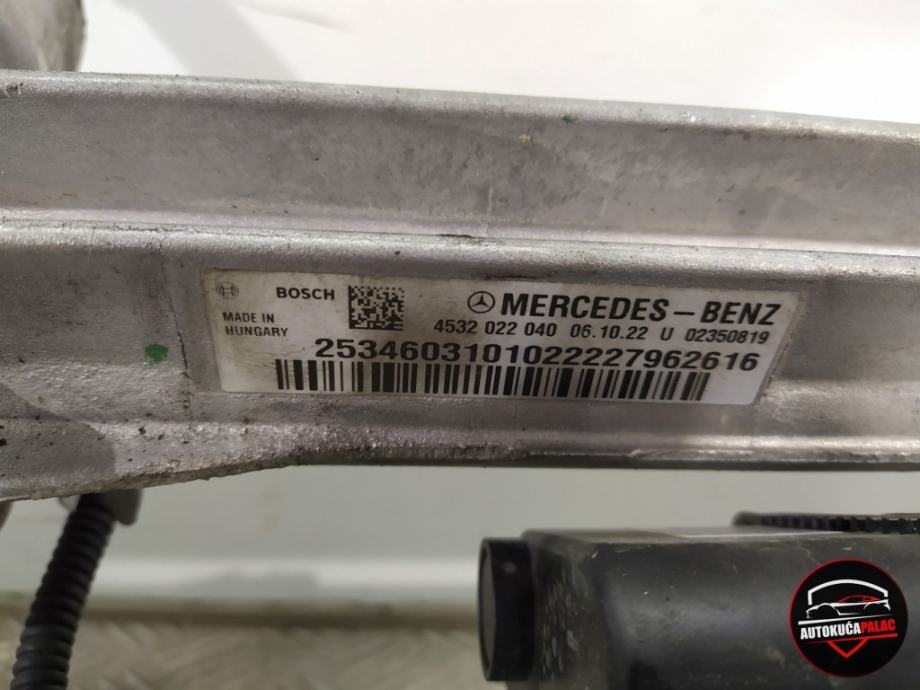 BOSCH
MADE IN
HUNGARY
MERCEDES-BENZ
4532 022 040 06.10.22 U 02350819
2534603101022227962616
AUTOKUĆAPALAC